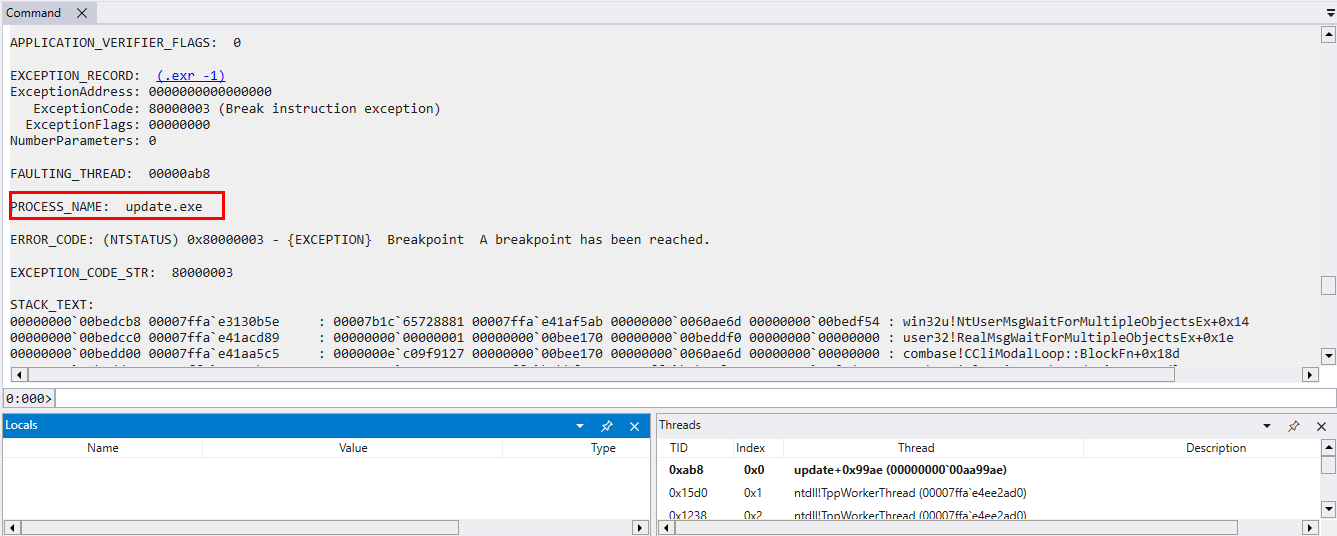 Command
APPLICATION_VERIFIER_FLAGS:  0
EXCEPTION_RECORD:  (.exr -1)
ExceptionAddress: 0000000000000000
   ExceptionCode: 80000003 (Break instruction exception)
  ExceptionFlags: 00000000
NumberParameters: 0
FAULTING_THREAD:  00000ab8
PROCESS_NAME:  update.exe
ERROR_CODE: (NTSTATUS) 0x80000003 - {EXCEPTION}  Breakpoint  A breakpoint has been reached.
EXCEPTION_CODE_STR:  80000003
STACK_TEXT:
00000000`00bedcb8 00007ffa`e3130b5e     : 00007b1c`65728881 00007ffa`e41af5ab 00000000`0060ae6d 00000000`00bedf54 : win32u!NtUserMsgWaitForMultipleObjectsEx+0x14
00000000`00bedcc0 00007ffa`e41acd89     : 00000000`00000001 00000000`00bee170 00000000`00beddf0 00000000`00000000 : user32!RealMsgWaitForMultipleObjectsEx+0x1e
00000000`00bedd00 00007ffa`e41aa5c5     : 0000000e`c09f9127 00000000`00bee170 00000000`0060ae6d 00000000`00000000 : combase!CCliModalLoop::BlockFn+0x18d
0:000>
Locals
Name Value Type
Threads
TID Index Thread Description
0xab8 0x0 update+0x99ae (00000000`00aa99ae)
0x15d0 0x1 ntdll!TppWorkerThread (00007ffa`e4ee2ad0)
0x1238 0x2 ntdll!TppWorkerThread (00007ffa`e4ee2ad0)